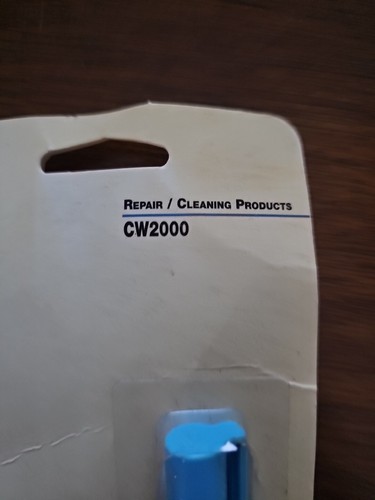 REPAIR / CLEANING PRODUCTS
CW2000